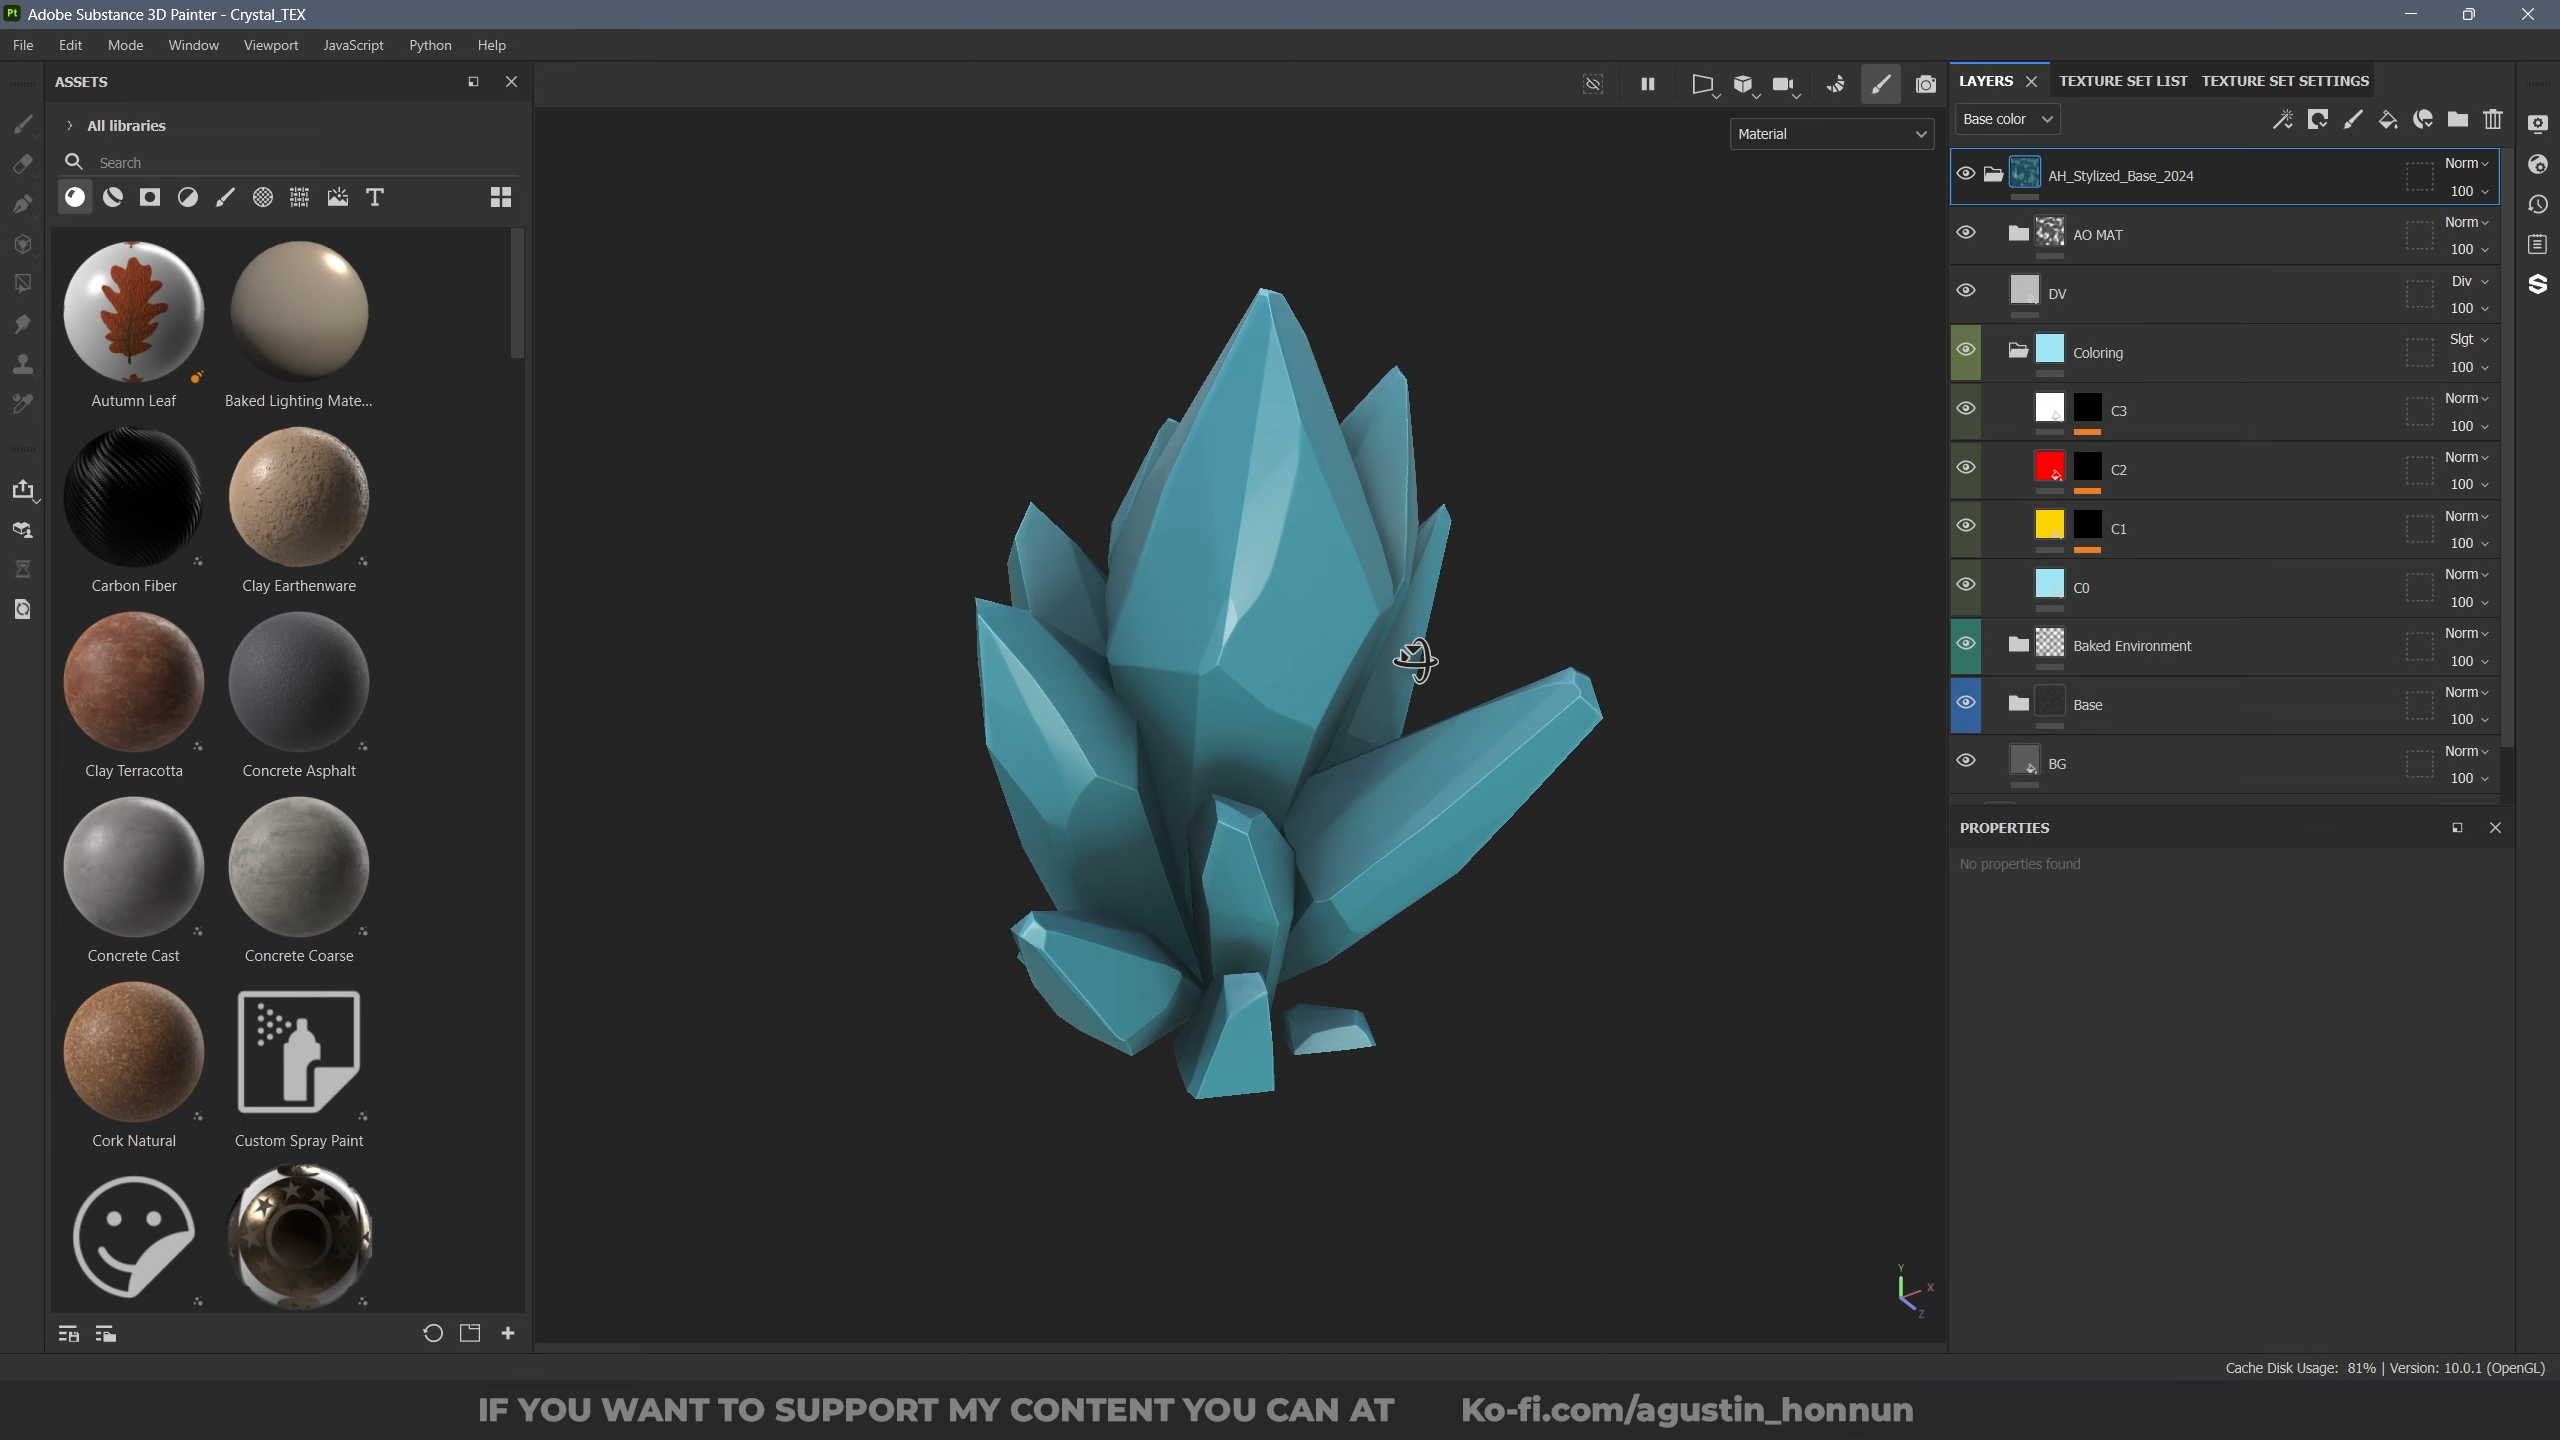 Pt Adobe Substance 3D Painter - Crystal_TEX
File Edit Mode Window Viewport JavaScript Python Help
ASSETS
All libraries
Search
T
Autumn Leaf
Baked Lighting Mate...
Carbon Fiber
Clay Earthenware
Clay Terracotta
Concrete Asphalt
Concrete Cast
Concrete Coarse
Cork Natural
Custom Spray Paint
Material
Y
X
Z
LAYERS TEXTURE SET LIST TEXTURE SET SETTINGS
Base color
AH_Stylized_Base_2024 Norm 100
AO MAT Norm 100
DV Div 100
Coloring Slgt 100
C3 Norm 100
C2 Norm 100
C1 Norm 100
C0 Norm 100
Baked Environment Norm 100
Base Norm 100
BG Norm 100
PROPERTIES
No properties found
Cache Disk Usage: 81% | Version: 10.0.1 (OpenGL)
IF YOU WANT TO SUPPORT MY CONTENT YOU CAN AT Ko-fi.com/agustin_honnun